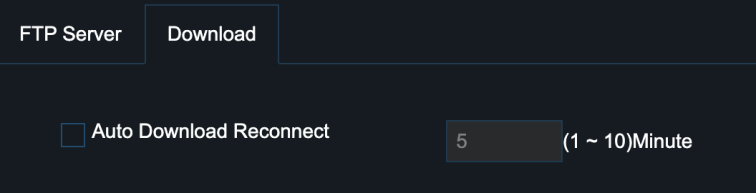 FTP Server Download
Auto Download Reconnect 5 (1 ~ 10)Minute